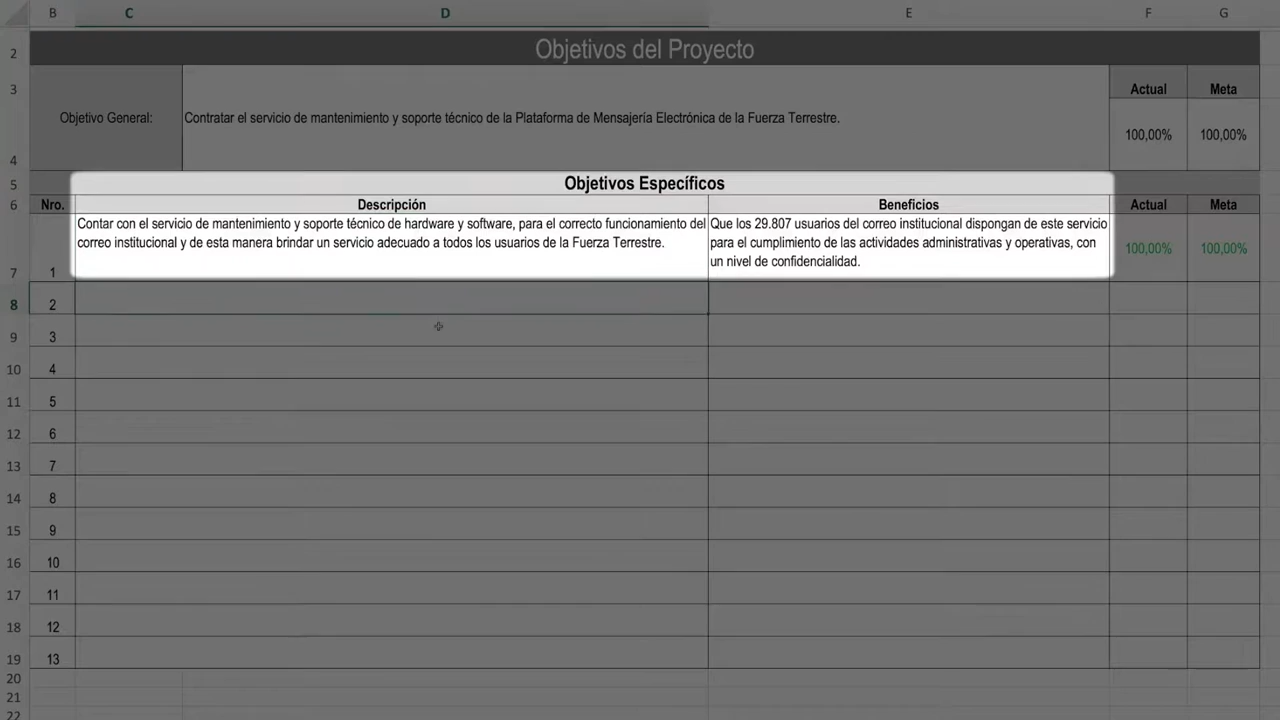 B C D E F G
2 Objetivos del Proyecto
3 Actual Meta
Objetivo General: Contratar el servicio de mantenimiento y soporte técnico de la Plataforma de Mensajería Electrónica de la Fuerza Terrestre.
4 100,00% 100,00%
5 Objetivos Específicos
6 Nro. Descripción Beneficios Actual Meta
Contar con el servicio de mantenimiento y soporte técnico de hardware y software, para el correcto funcionamiento del
correo institucional y de esta manera brindar un servicio adecuado a todos los usuarios de la Fuerza Terrestre.
Que los 29.807 usuarios del correo institucional dispongan de este servicio
para el cumplimiento de las actividades administrativas y operativas, con
un nivel de confidencialidad.
100,00% 100,00%
7 1
8 2
9 3
10 4
11 5
12 6
13 7
14 8
15 9
16 10
17 11
18 12
19 13
20
21
22